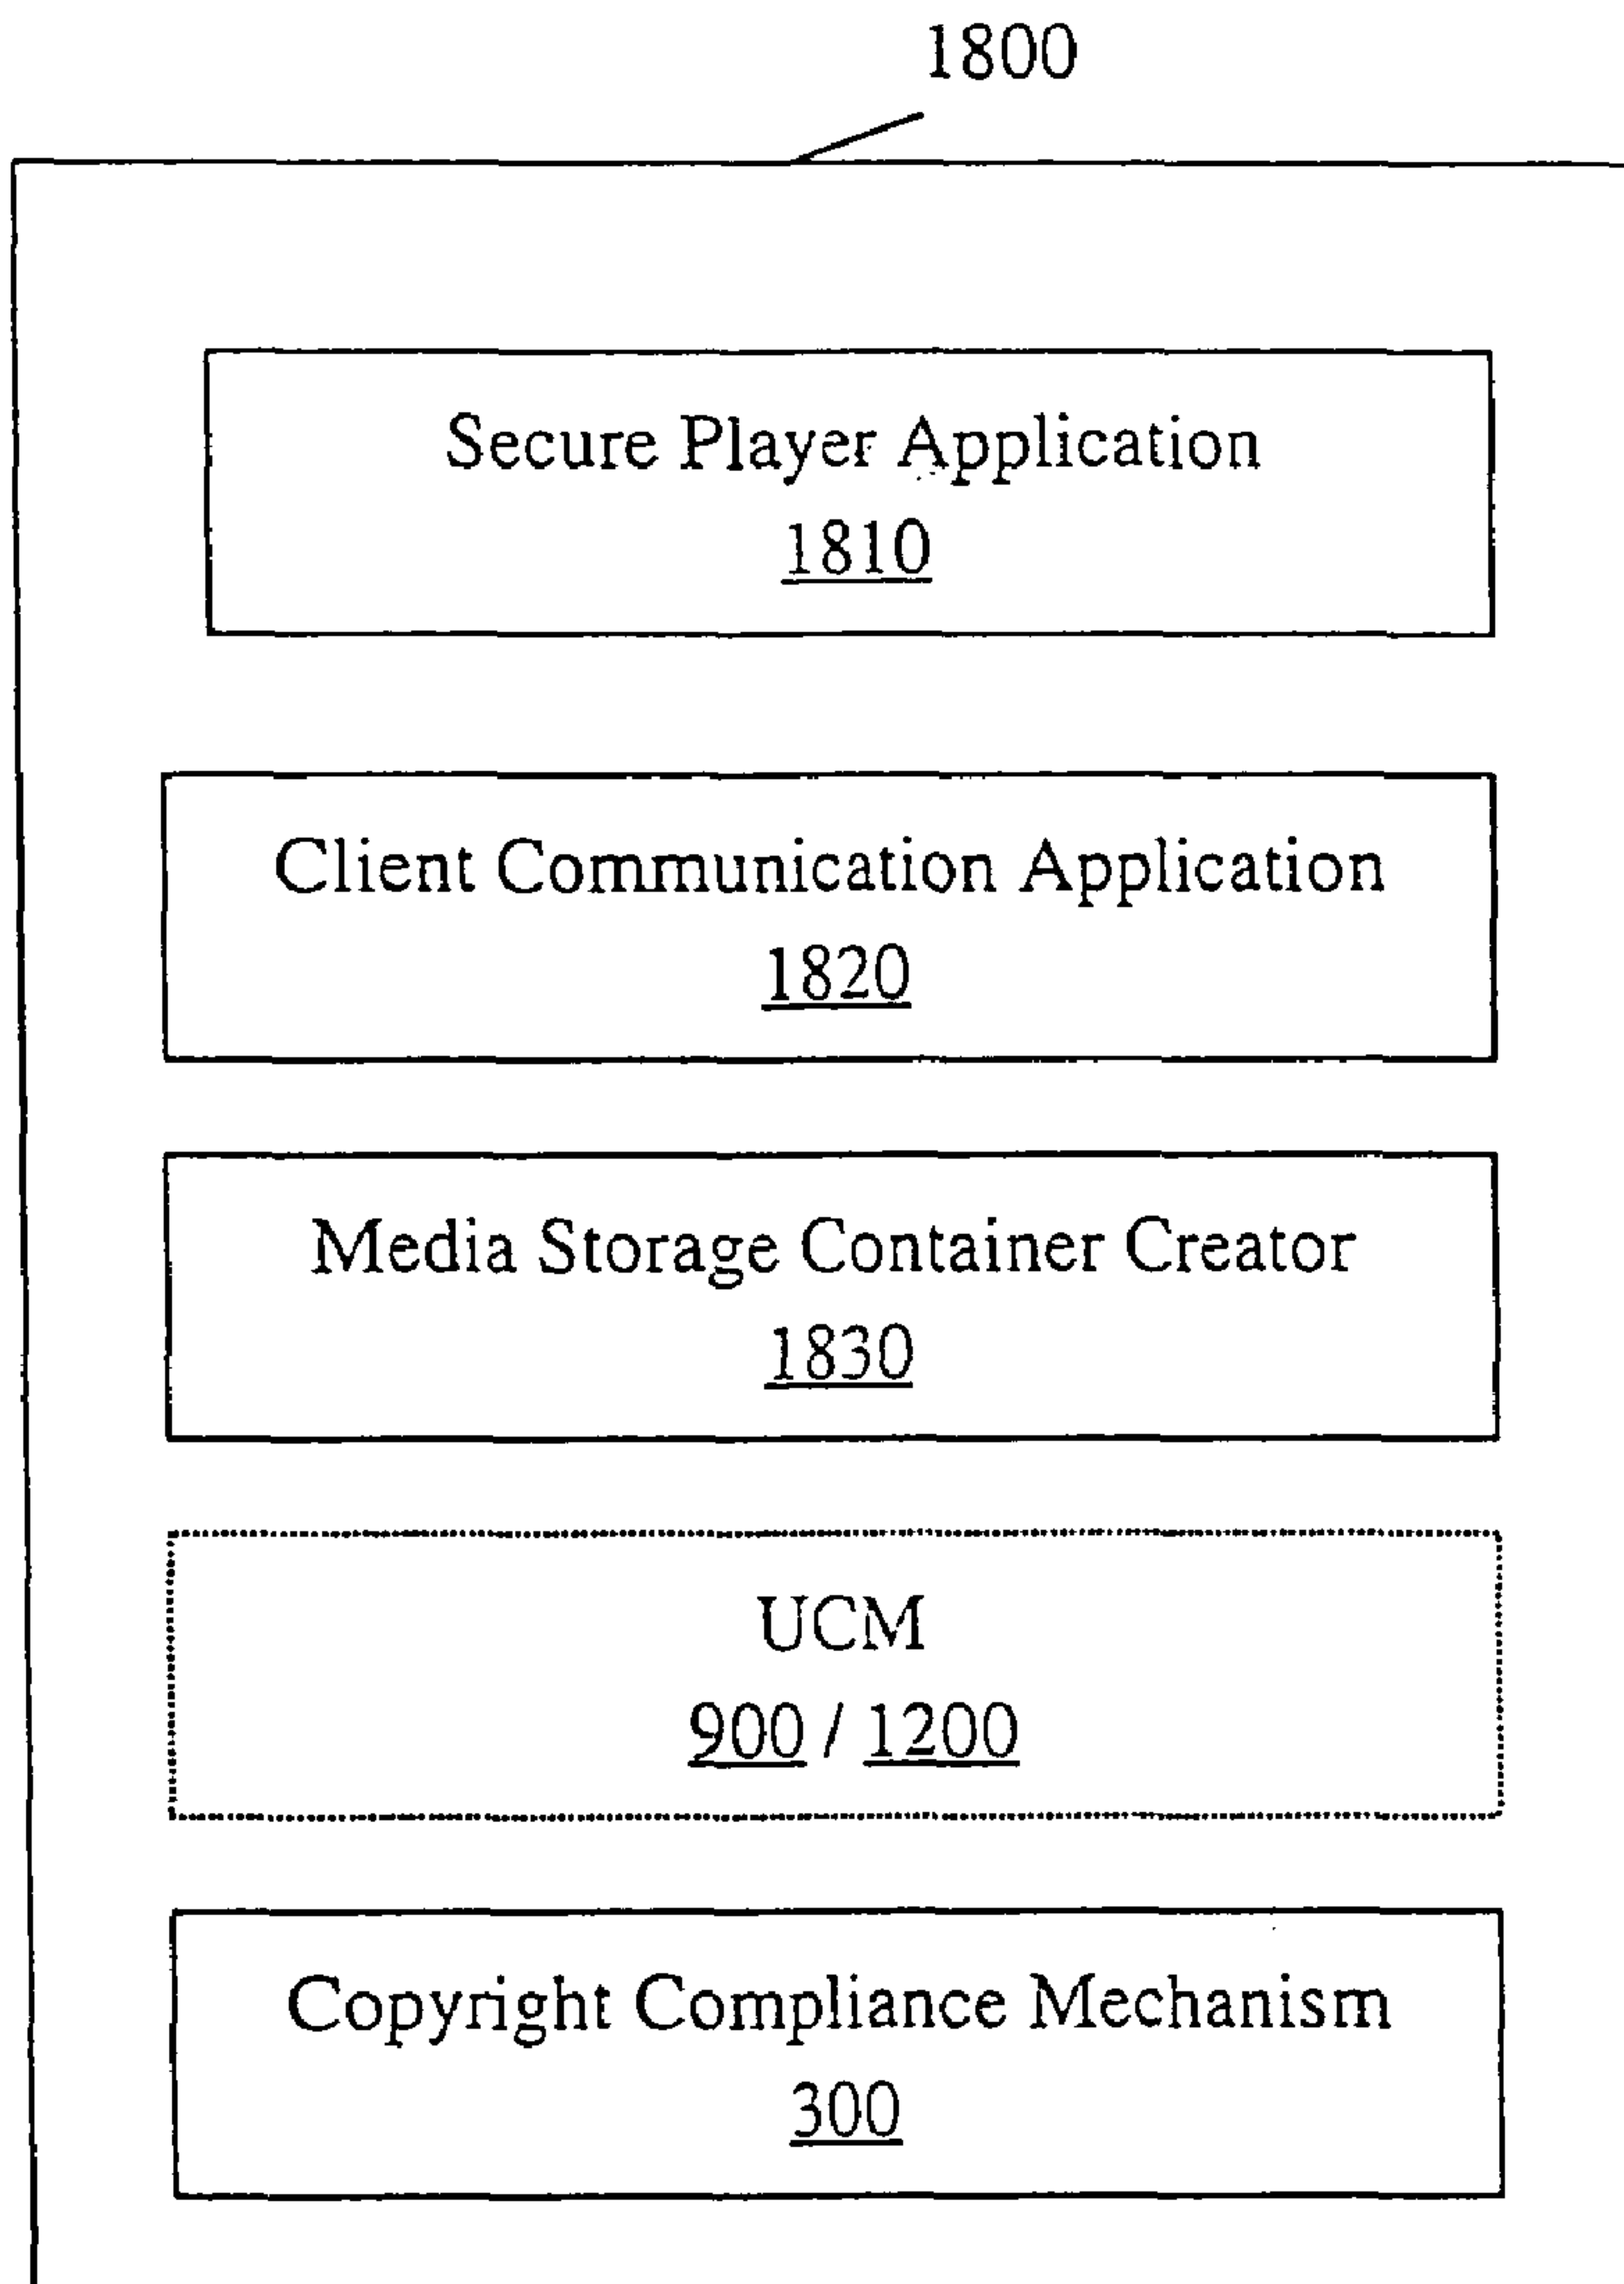 1800
Secure Player Application
1810
Client Communication Application
1820
Media Storage Container Creator
1830
UCM
900 / 1200
Copyright Compliance Mechanism
300